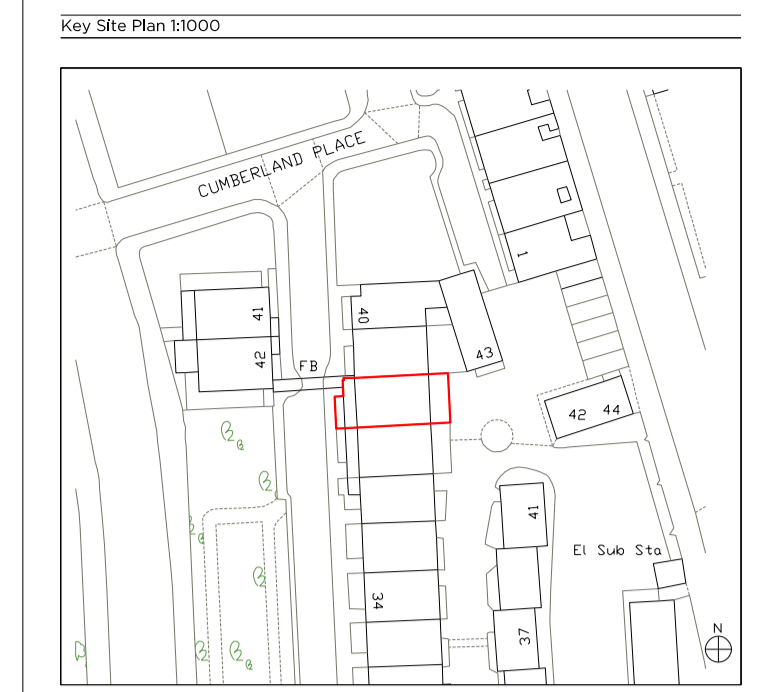 Key Site Plan 1:1000
CUMBERLAND PLACE
1
41
40
42
FB
43
42 44
41
El Sub Sta
34
37
N